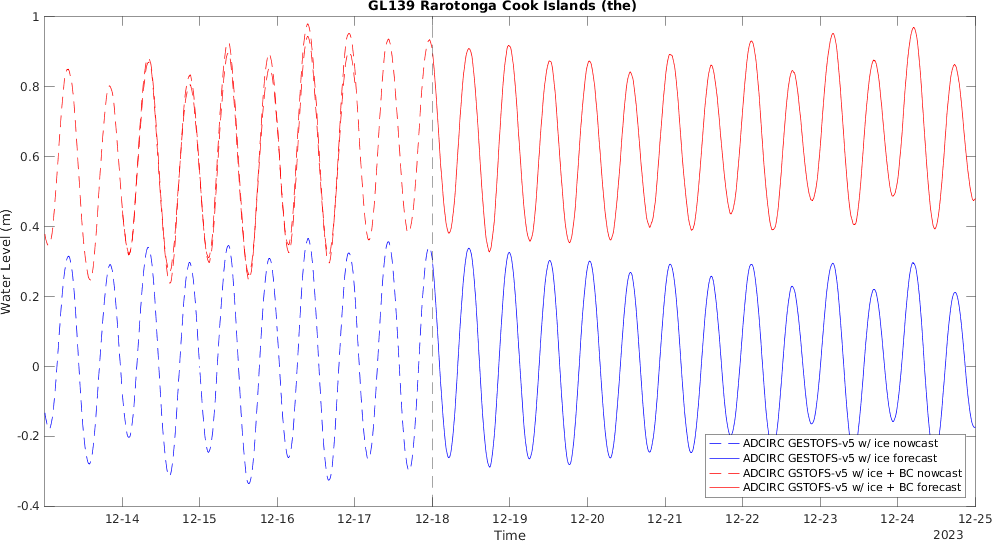 GL139 Rarotonga Cook Islands (the)
1
0.8
0.6
0.4
0.2
0
-0.2
-0.4
Water Level (m)
ADCIRC GESTOFS-v5 w/ ice nowcast
ADCIRC GESTOFS-v5 w/ ice forecast
ADCIRC GSTOFS-v5 w/ ice + BC nowcast
ADCIRC GSTOFS-v5 w/ ice + BC forecast
12-14 12-15 12-16 12-17 12-18 12-19 12-20 12-21 12-22 12-23 12-24 12-25
Time
2023